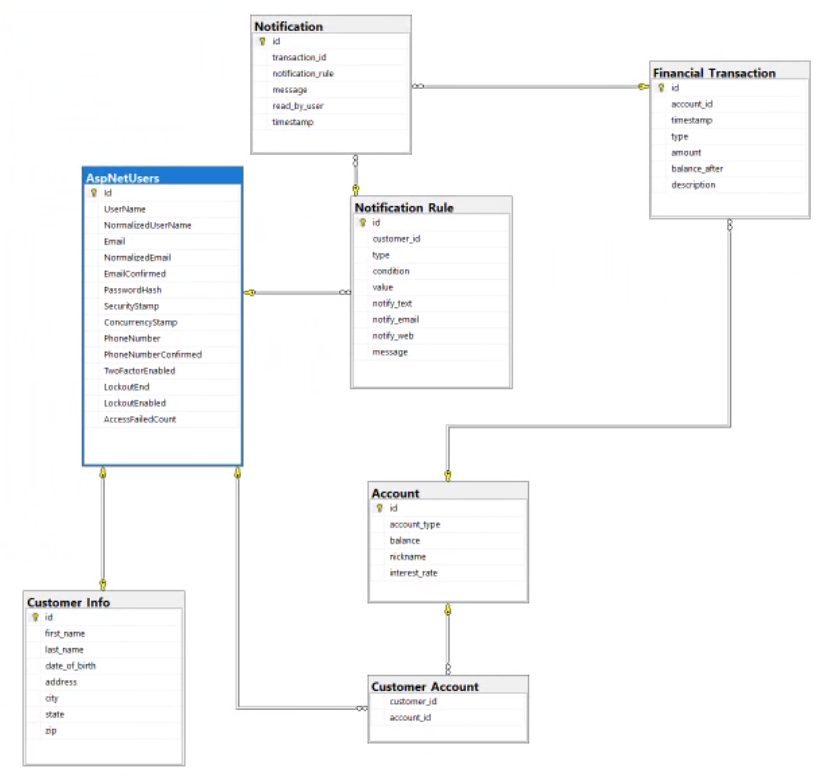 Notification
id
transaction_id
notification_rule
message
read_by_user
timestamp
Financial Transaction
id
account_id
timestamp
type
amount
balance_after
description
AspNetUsers
Id
UserName
NormalizedUserName
Email
NormalizedEmail
EmailConfirmed
PasswordHash
SecurityStamp
ConcurrencyStamp
PhoneNumber
PhoneNumberConfirmed
TwoFactorEnabled
LockoutEnd
LockoutEnabled
AccessFailedCount
Notification Rule
id
customer_id
type
condition
value
notify_text
notify_email
notify_web
message
Account
id
account_type
balance
nickname
interest_rate
Customer Info
id
first_name
last_name
date_of_birth
address
city
state
zip
Customer Account
customer_id
account_id